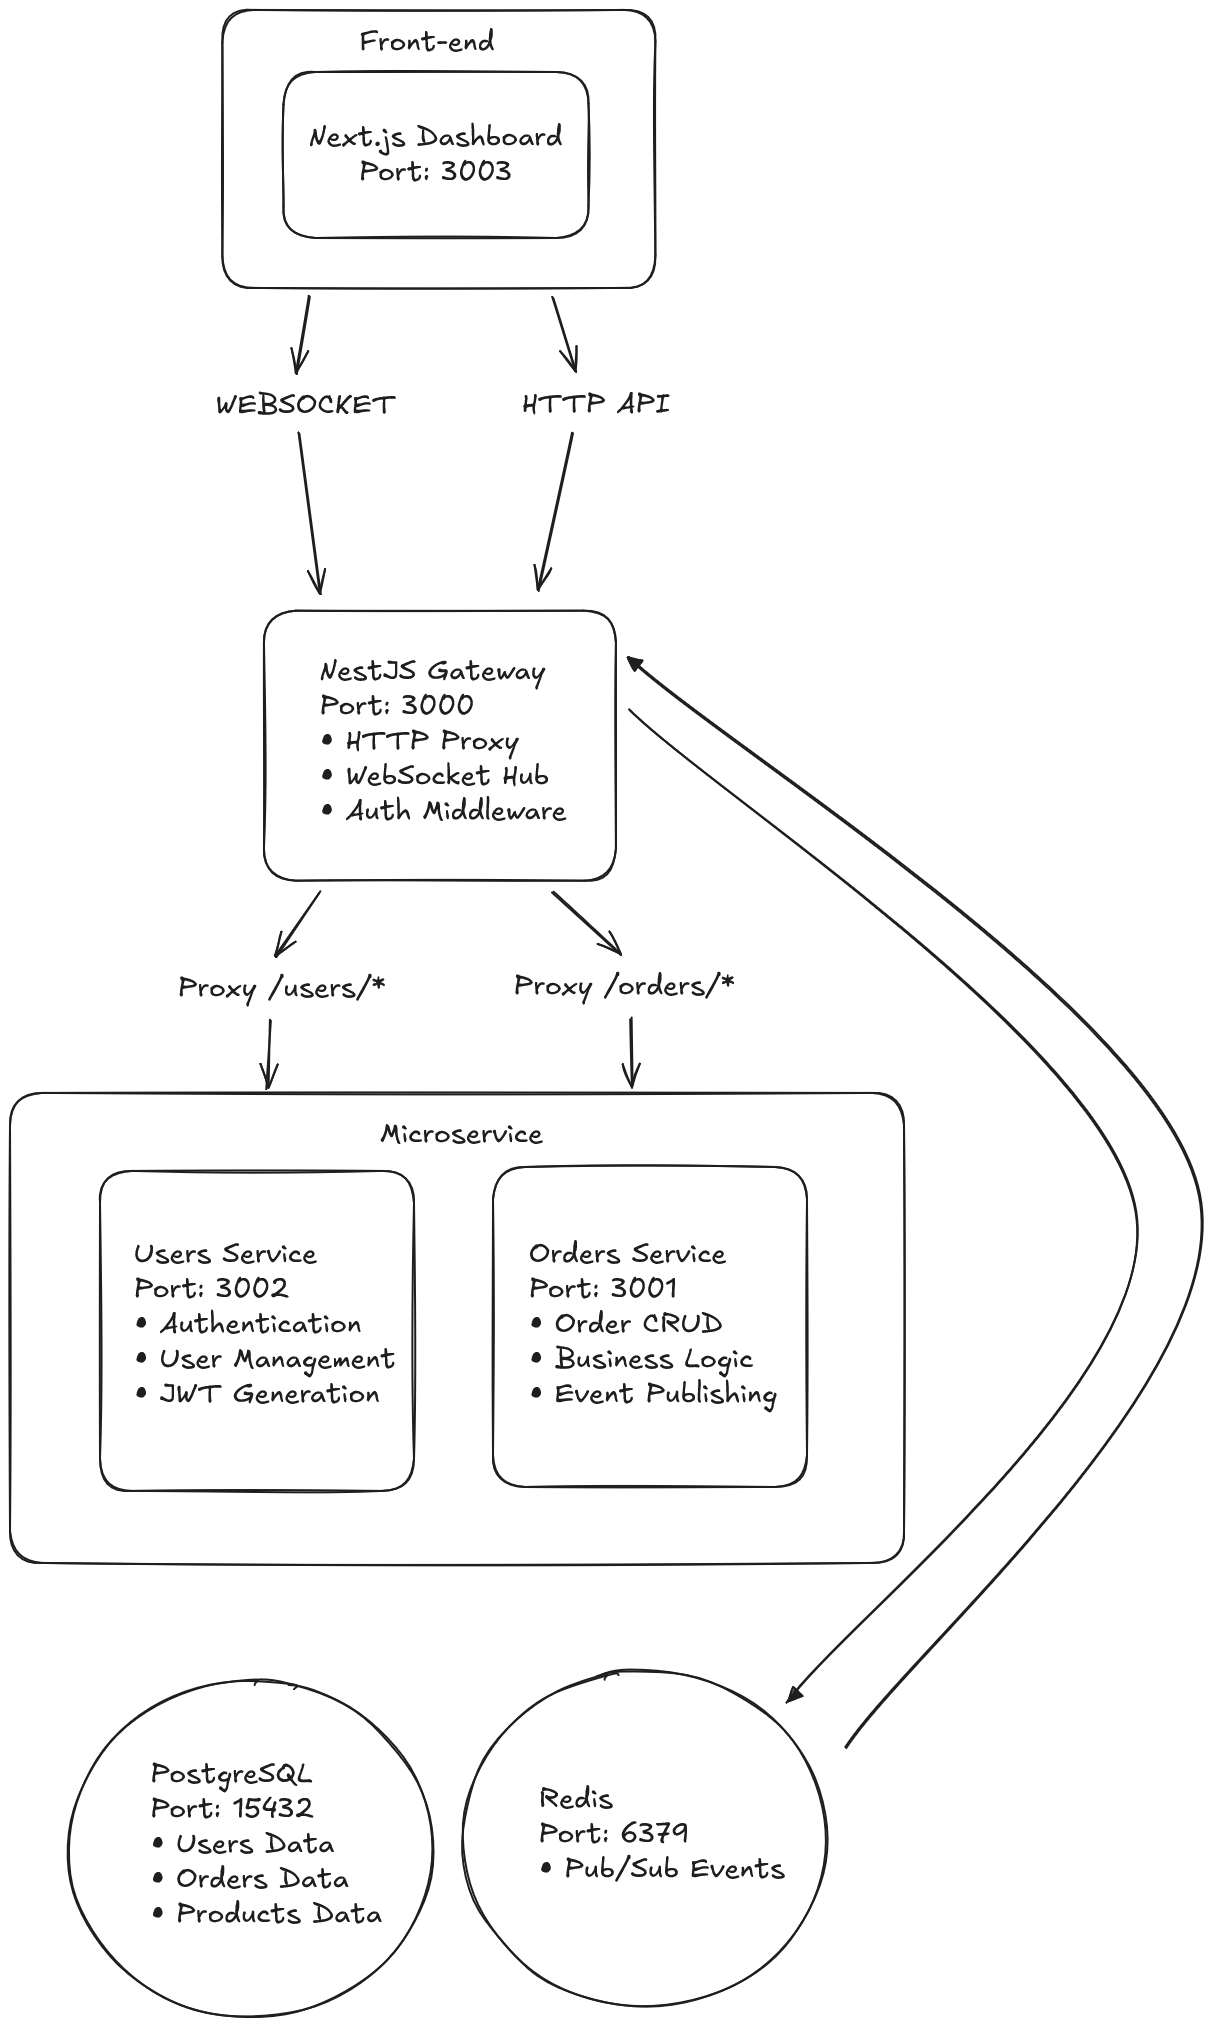 Front-end
Next.js Dashboard
Port: 3003
WEBSOCKET
HTTP API
NestJS Gateway
Port: 3000
• HTTP Proxy
• WebSocket Hub
• Auth Middleware
Proxy /users/*
Proxy /orders/*
Microservice
Users Service
Port: 3002
• Authentication
• User Management
• JWT Generation
Orders Service
Port: 3001
• Order CRUD
• Business Logic
• Event Publishing
PostgreSQL
Port: 15432
• Users Data
• Orders Data
• Products Data
Redis
Port: 6379
• Pub/Sub Events